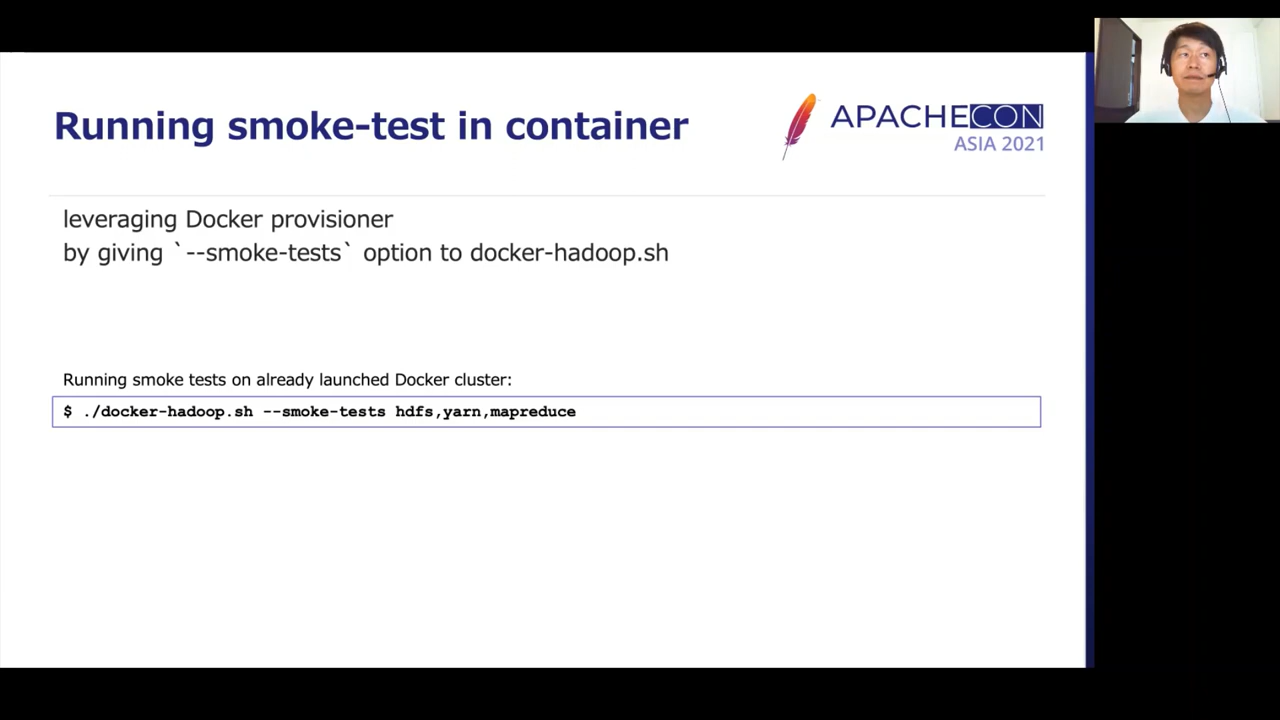 Running smoke-test in container
APACHECON
ASIA 2021
leveraging Docker provisioner
by giving `--smoke-tests` option to docker-hadoop.sh
Running smoke tests on already launched Docker cluster:
$ ./docker-hadoop.sh --smoke-tests hdfs,yarn,mapreduce